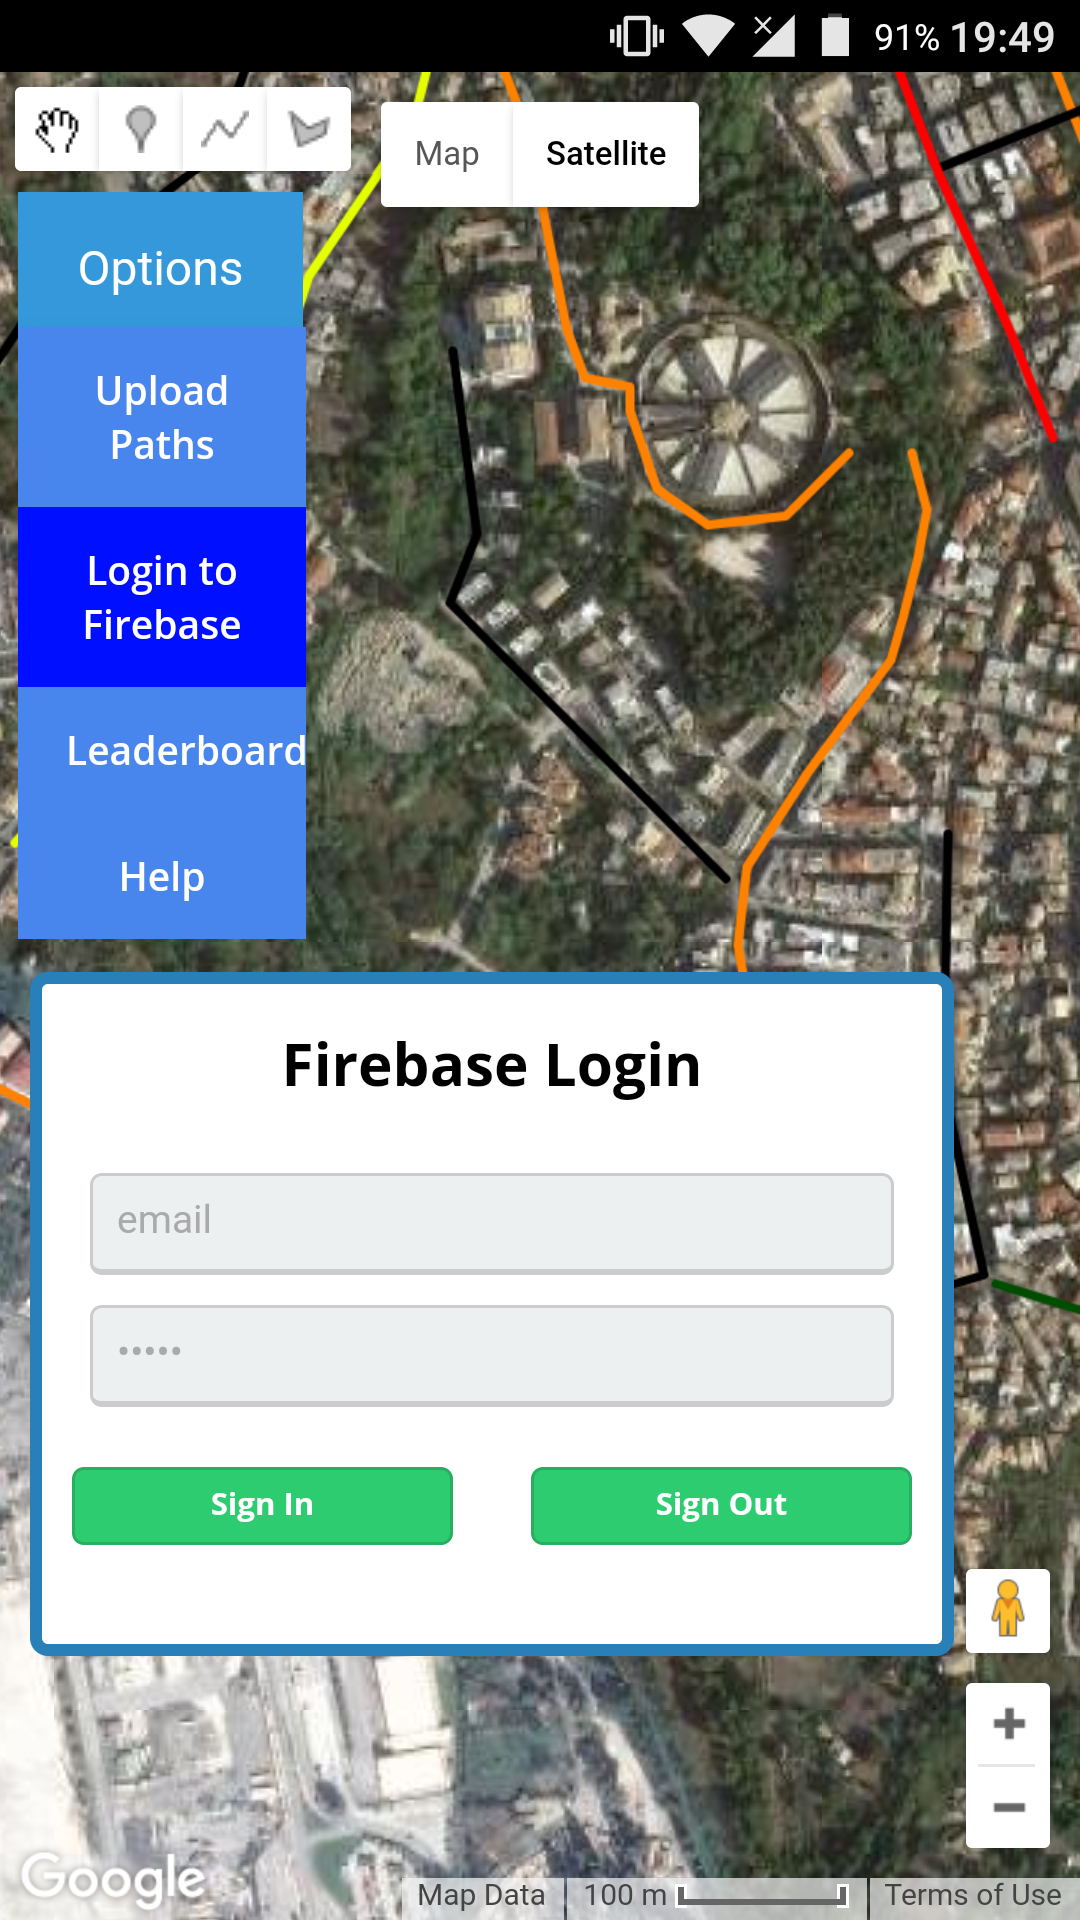 91% 19:49
Map Satellite
Options
Upload
Paths
Login to
Firebase
Leaderboard
Help
Firebase Login
email
•••••
Sign In Sign Out
Google
Map Data 100 m Terms of Use